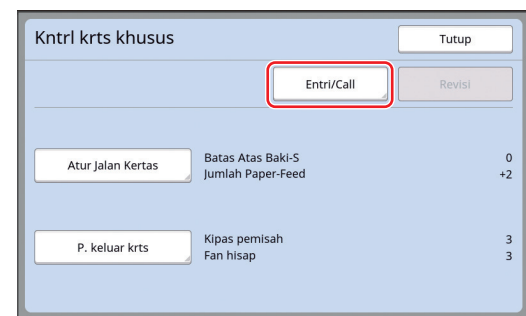 Kntrl krts khusus
Tutup
Entri/Call
Revisi
Atur Jalan Kertas
Batas Atas Baki-S 0
Jumlah Paper-Feed +2
P. keluar krts
Kipas pemisah 3
Fan hisap 3